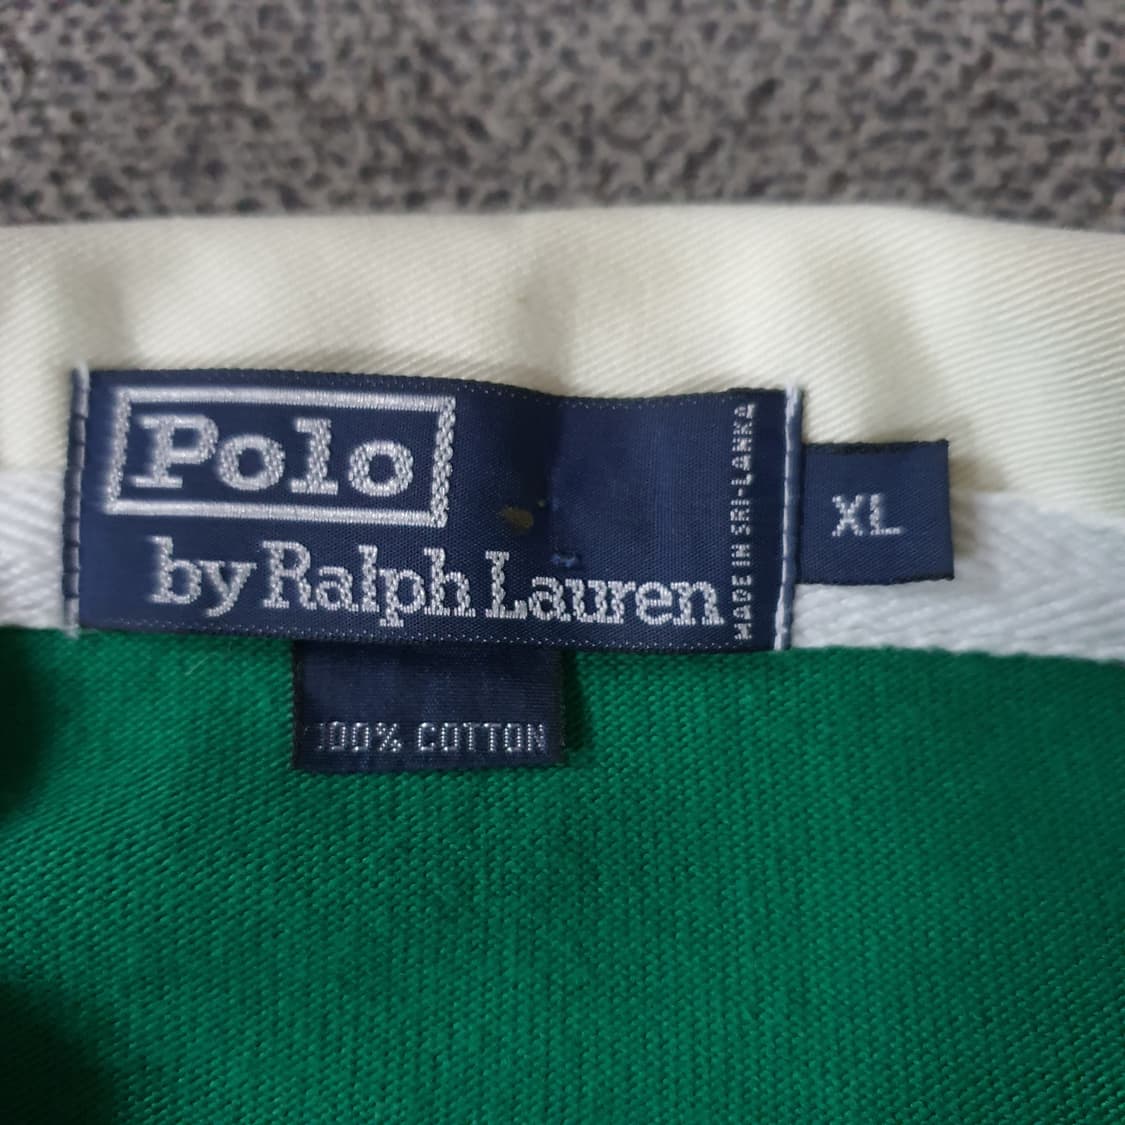 Polo
by Ralph Lauren
MADE IN SRI-LANKA
XL
100% COTTON